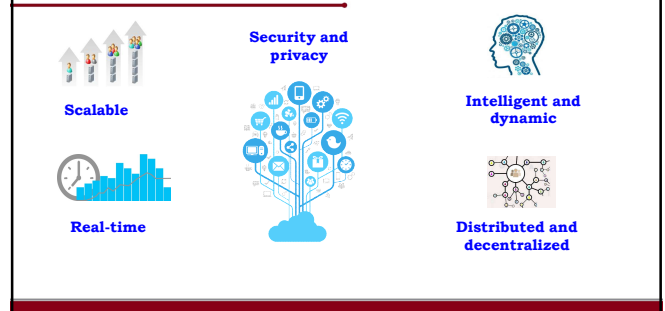 Security and
privacy
Scalable
Intelligent and
dynamic
Real-time
Distributed and
decentralized